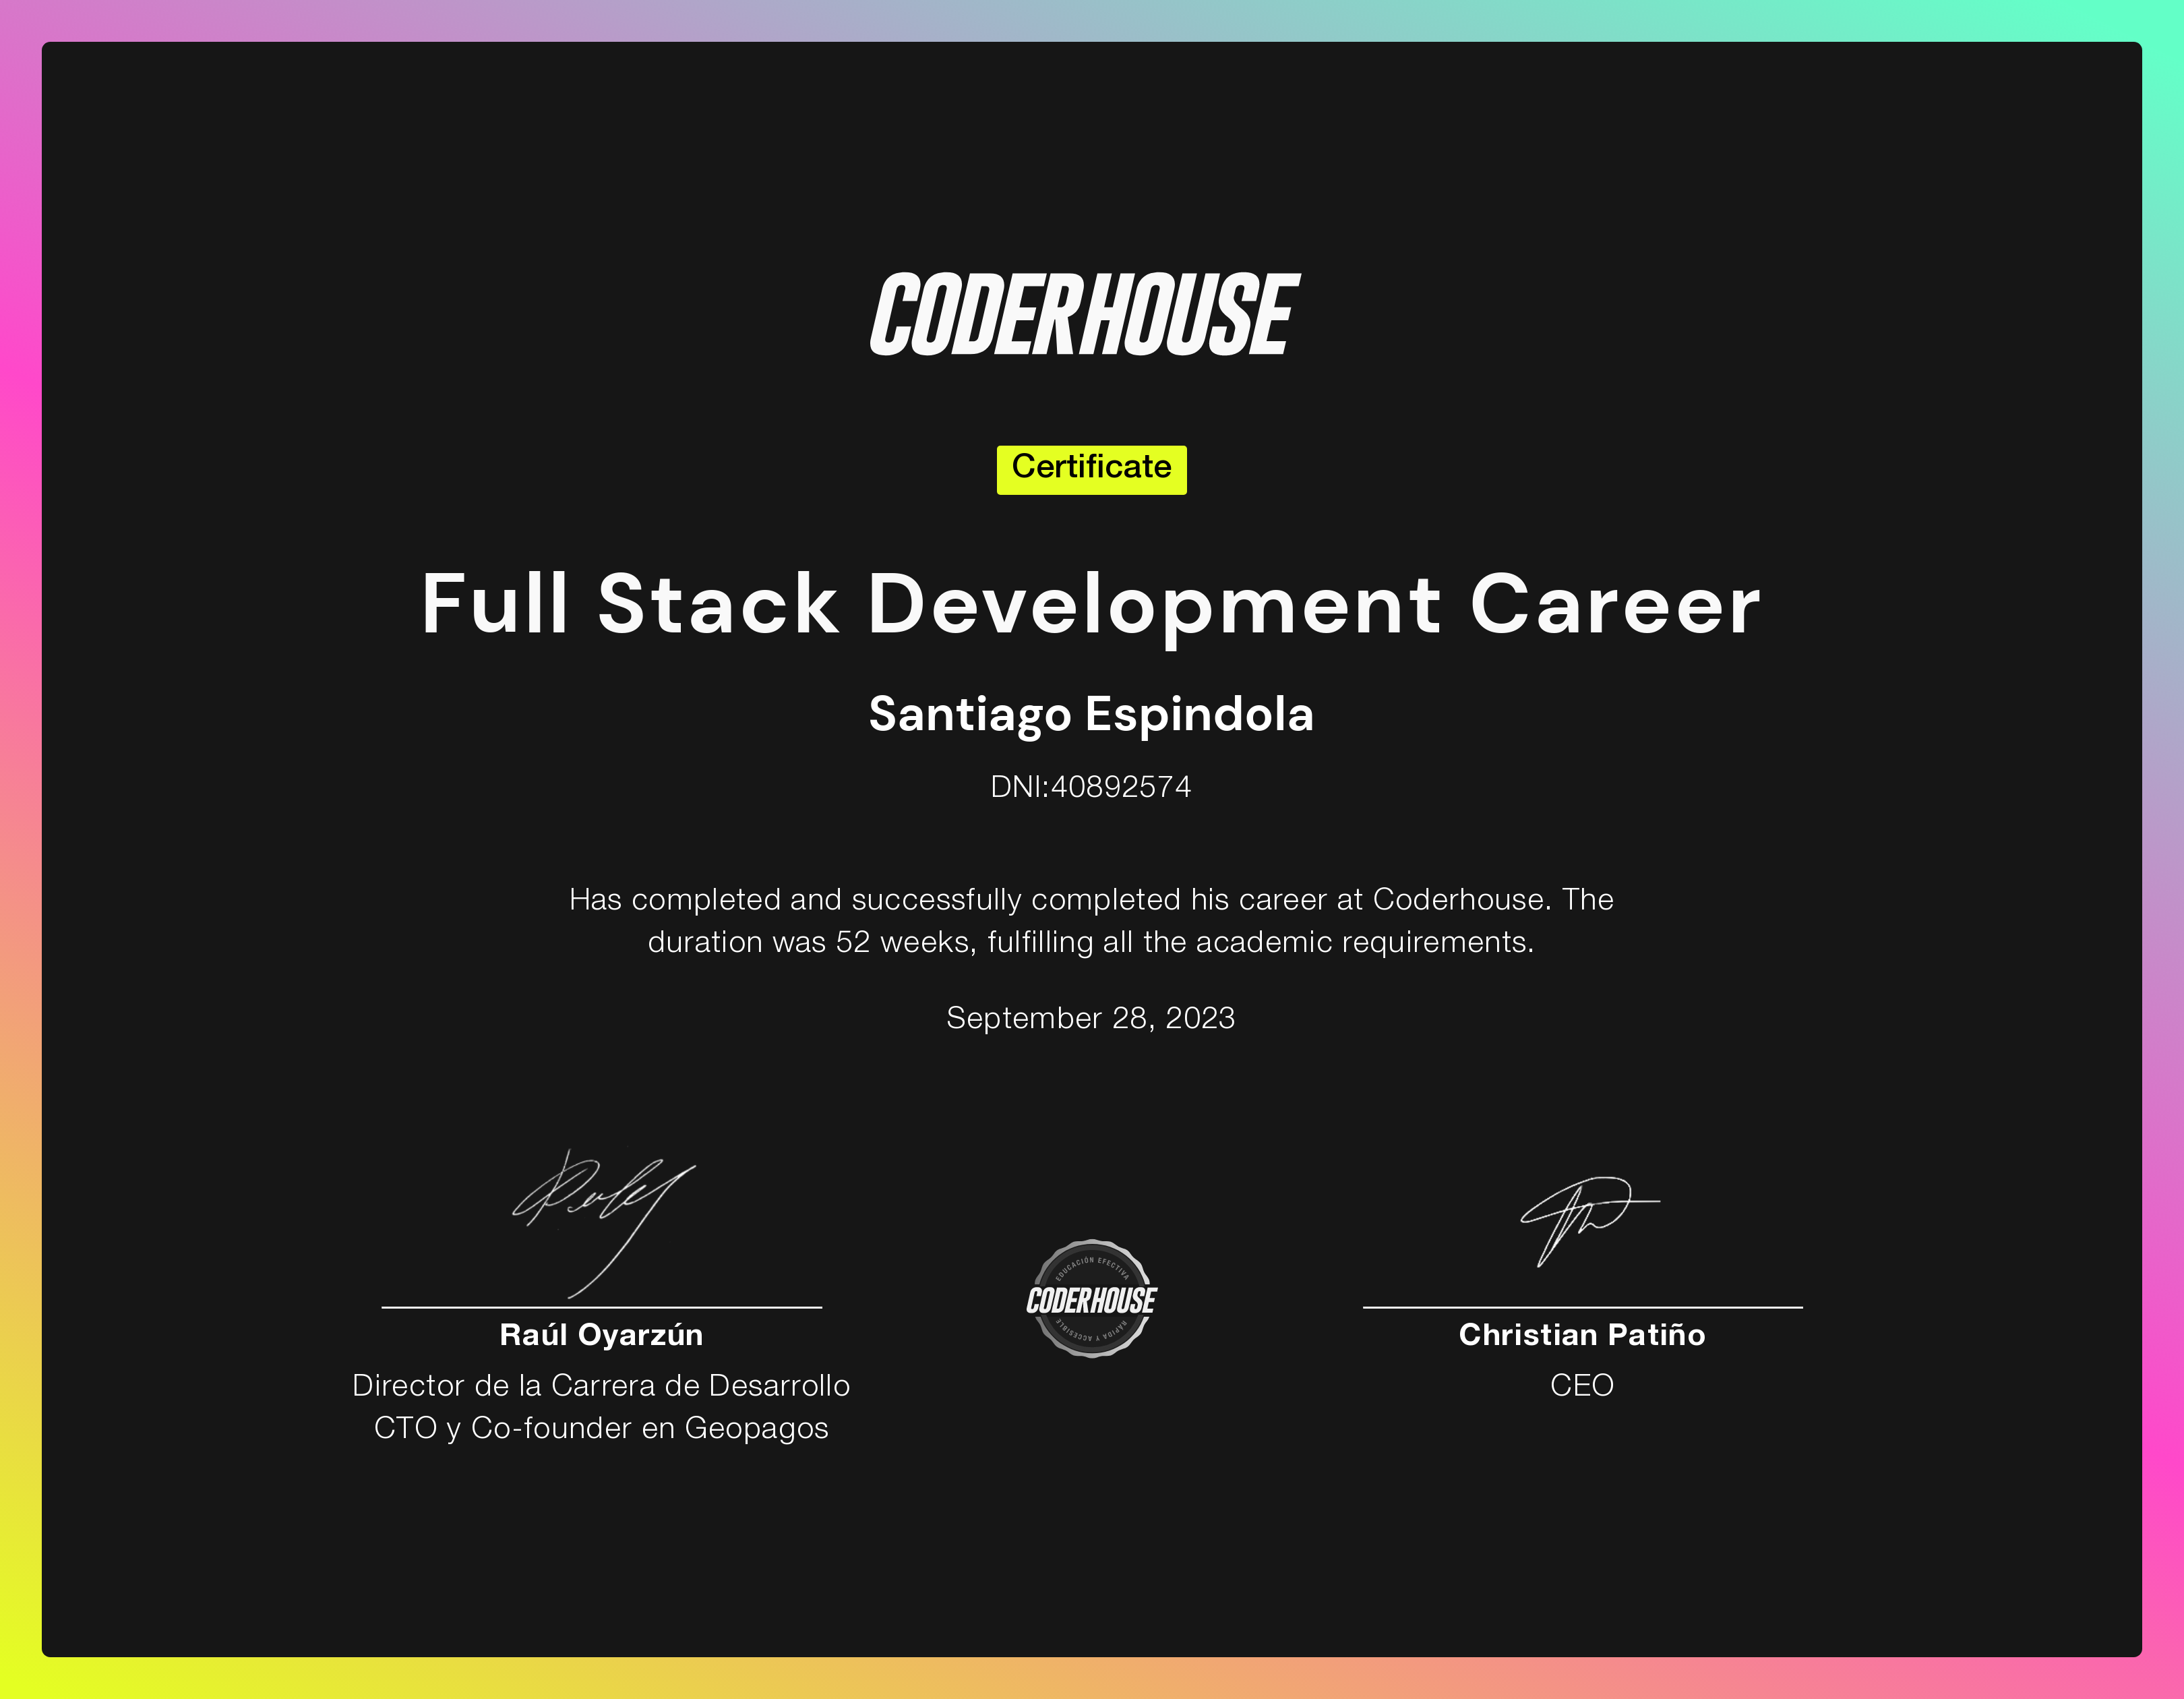 CODERHOUSE
Certificate
Full Stack Development Career
Santiago Espindola
DNI:40892574
Has completed and successfully completed his career at Coderhouse. The
duration was 52 weeks, fulfilling all the academic requirements.
September 28, 2023
Raúl Oyarzún
Director de la Carrera de Desarrollo
CTO y Co-founder en Geopagos
EDUCACIÓN EFECTIVA
CODERHOUSE
RÁPIDA Y ACCESIBLE
Christian Patiño
CEO